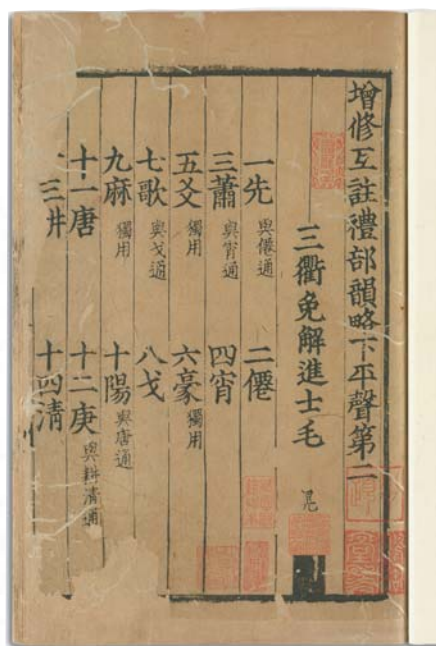 增修互註禮部韻略下平聲第二
三衢免解進士毛 晃
一先 與僊通 二僊
三蕭 與宵通 四宵
五爻 獨用 六豪 獨用
七歌 與戈通 八戈
九麻 獨用 十陽 與唐通
十一唐 十二庚 與耕清通
三 十四清